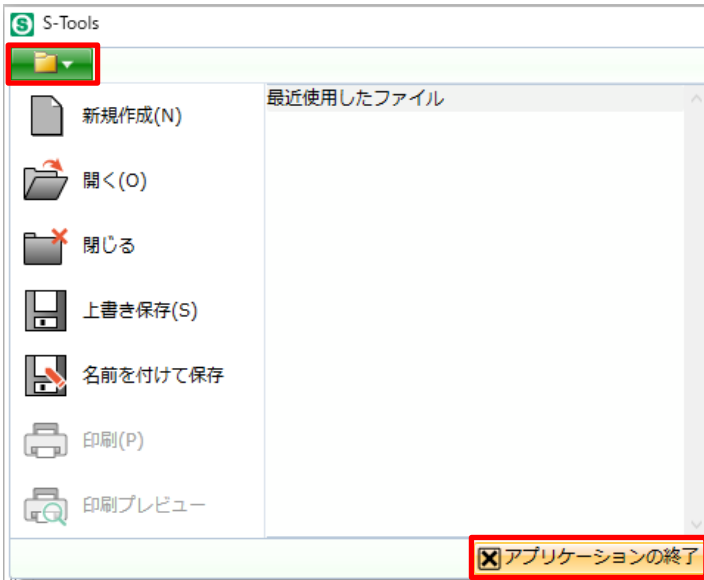 S-Tools
新規作成(N)
開く(O)
閉じる
上書き保存(S)
名前を付けて保存
印刷(P)
印刷プレビュー
最近使用したファイル
アプリケーションの終了